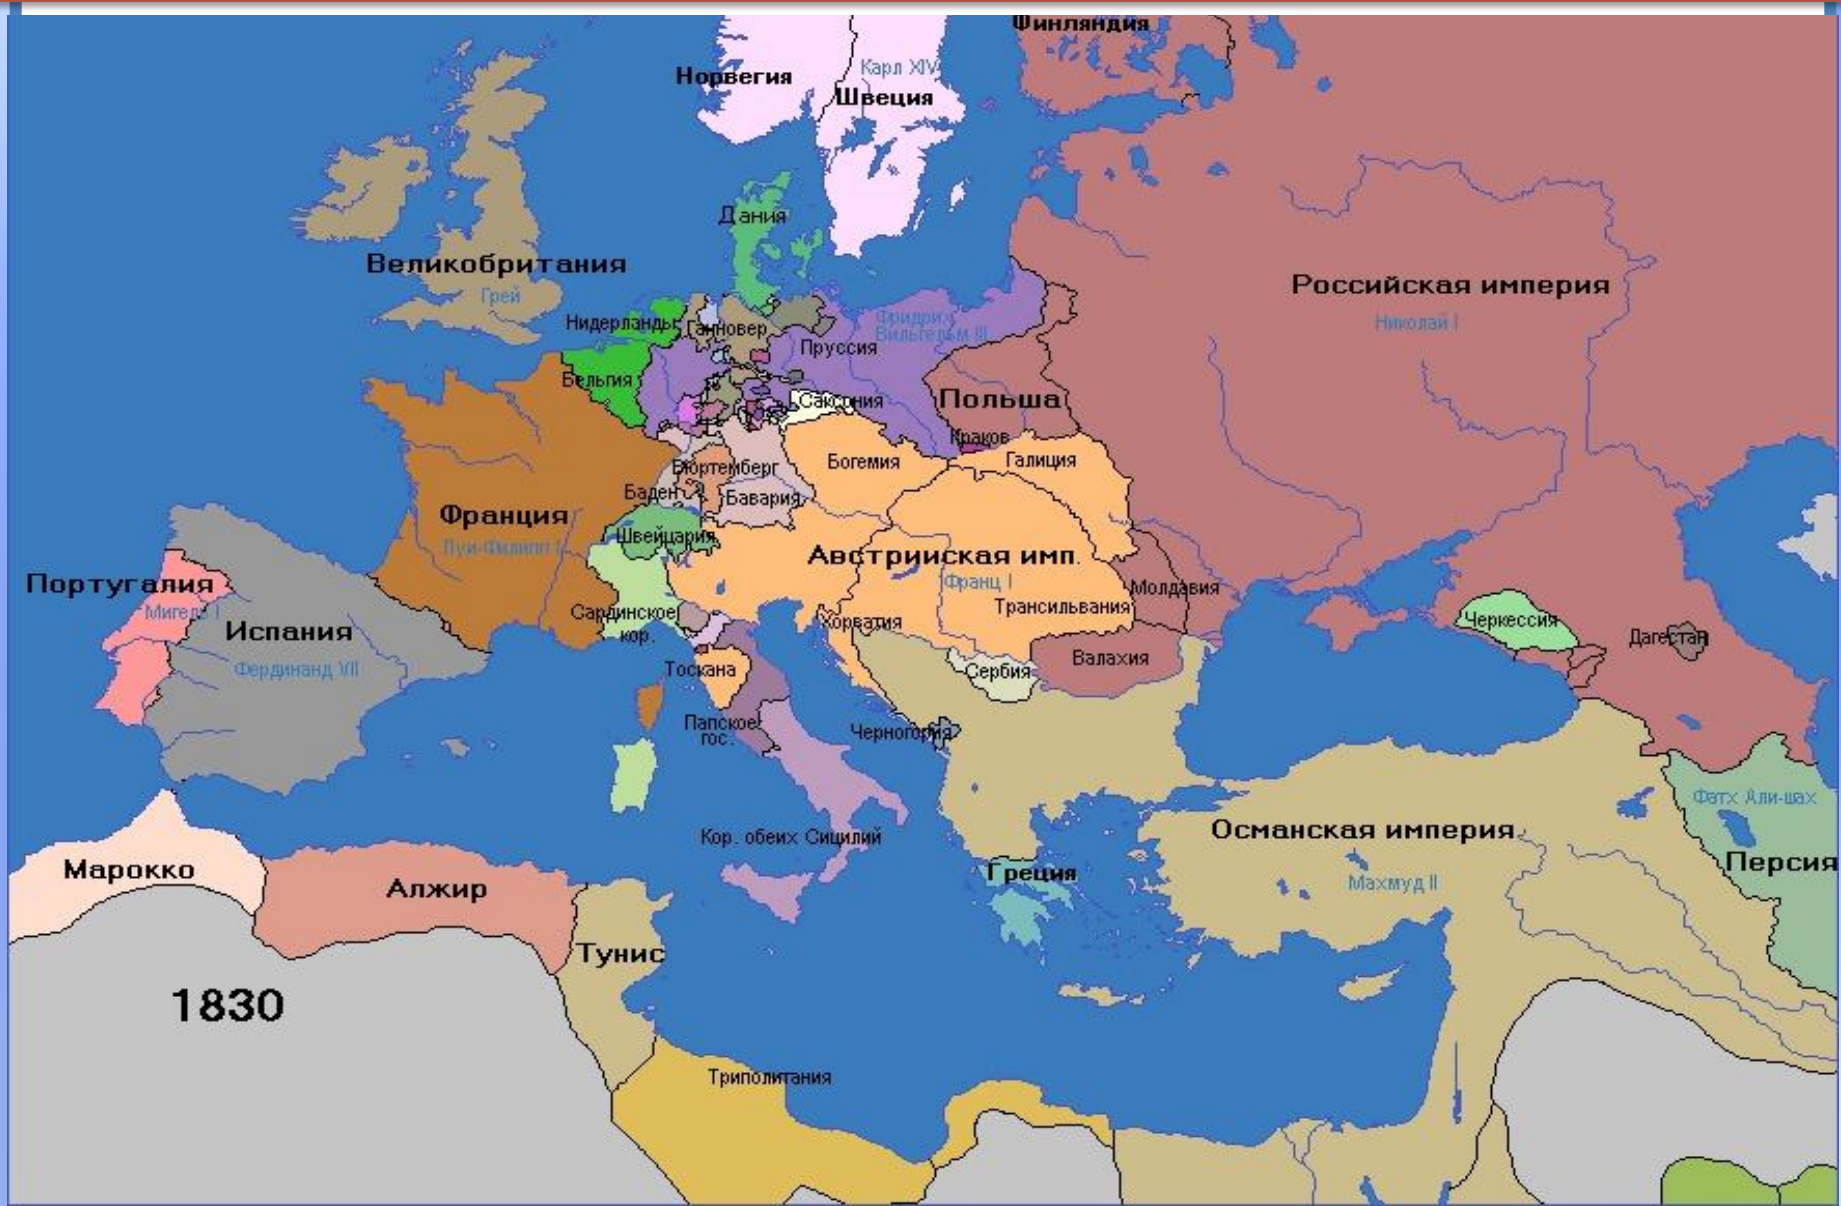 Финляндия
Норвегия
Карл XIV
Швеция
Дания
Великобритания
Грей
Российская империя
Николай I
Нидерланды
Ганновер
Фридрих
Вильгельм III
Пруссия
Бельгия
Саксония
Польша
Краков
Богемия
Галиция
Вюртемберг
Баден
Бавария
Франция
Луи-Филипп I
Швейцария
Австрийская имп.
Франц I
Трансильвания
Молдавия
Португалия
Мигель I
Испания
Фердинанд VII
Сардинское
кор.
Хорватия
Черкессия
Дагестан
Тоскана
Сербия
Валахия
Папское
гос.
Черногория
Фатх Али-шах
Кор. обеих Сицилий
Османская империя
Махмуд II
Персия
Греция
Марокко
Алжир
Тунис
1830
Триполитания